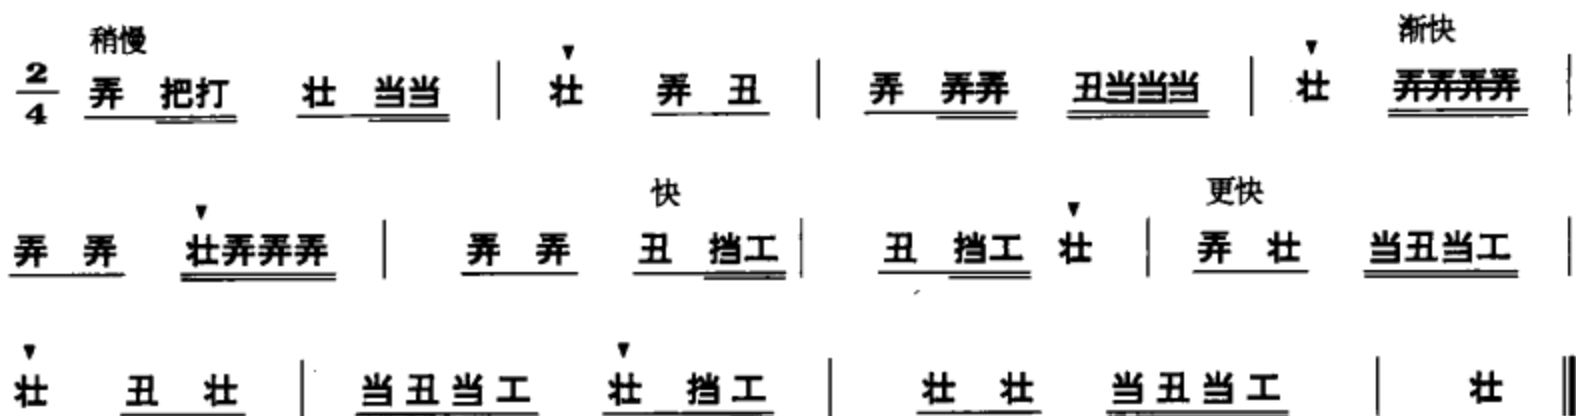 稍慢 渐快
2/4 弄 把打 壮 当当 | 壮 弄 丑 | 弄 弄弄 丑当当当 | 壮 弄弄弄弄 |
快 更快
弄 弄 壮弄弄弄 | 弄 弄 丑 挡工 | 丑 挡工 壮 | 弄 壮 当丑当工 |
壮 丑 壮 | 当丑当工 壮 挡工 | 壮 壮 当丑当工 | 壮 ‖